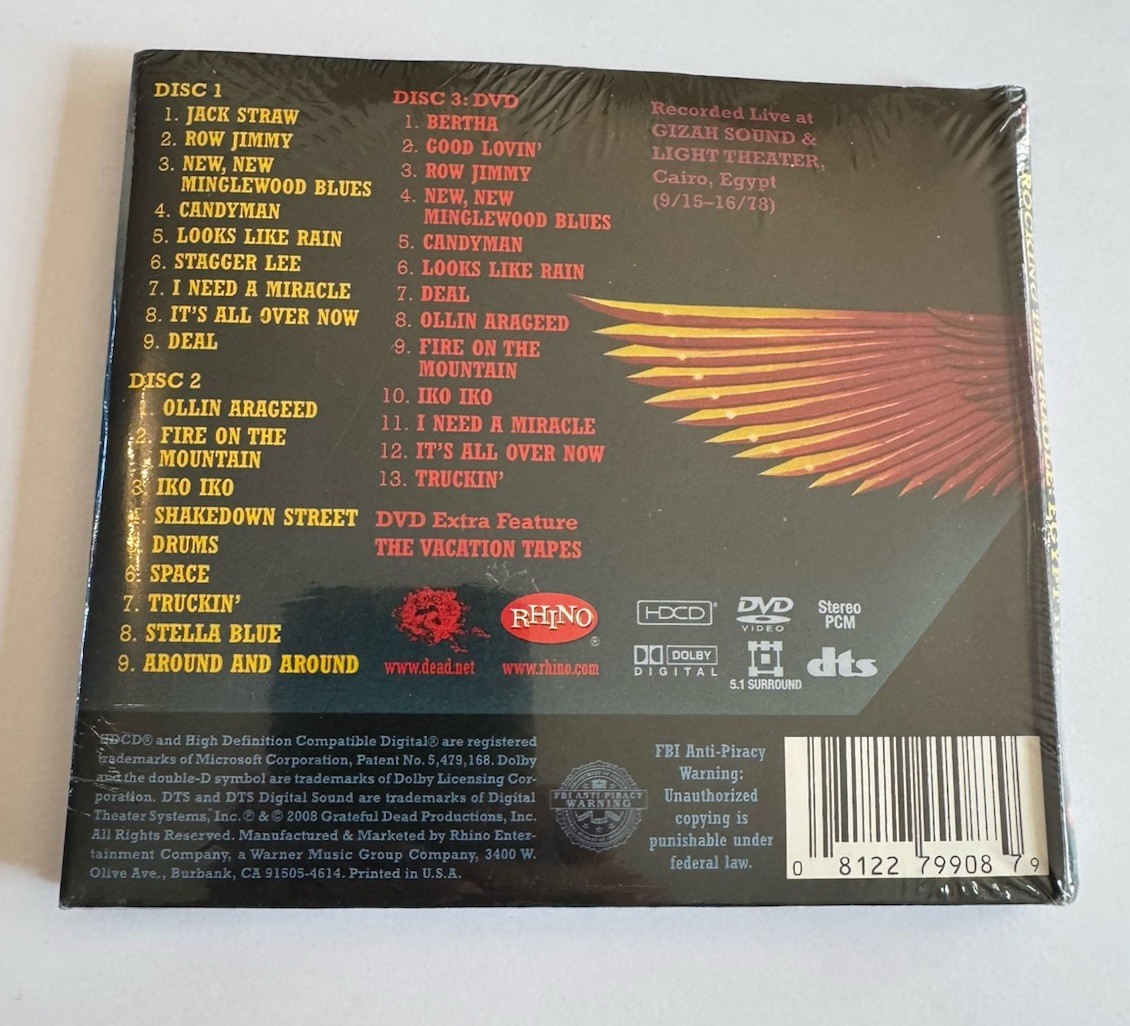 DISC 1
1. JACK STRAW
2. ROW JIMMY
3. NEW, NEW
MINGLEWOOD BLUES
4. CANDYMAN
5. LOOKS LIKE RAIN
6. STAGGER LEE
7. I NEED A MIRACLE
8. IT'S ALL OVER NOW
9. DEAL
DISC 2
1. OLLIN ARAGEED
2. FIRE ON THE
MOUNTAIN
3. IKO IKO
SHAKEDOWN STREET
DRUMS
6. SPACE
7. TRUCKIN'
8. STELLA BLUE
9. AROUND AND AROUND
DISC 3: DVD
1. BERTHA
2. GOOD LOVIN'
3. ROW JIMMY
4. NEW, NEW
MINGLEWOOD BLUES
5. CANDYMAN
6. LOOKS LIKE RAIN
7. DEAL
8. OLLIN ARAGEED
9. FIRE ON THE
MOUNTAIN
10. IKO IKO
11. I NEED A MIRACLE
12. IT'S ALL OVER NOW
13. TRUCKIN'
DVD Extra Feature
THE VACATION TAPES
Recorded Live at
GIZAH SOUND &
LIGHT THEATER,
Cairo, Egypt
(9/15–16/78)
www.dead.net
RHINO ®
www.rhino.com
HDCD®
DVD
VIDEO
Stereo
PCM
DOLBY
DIGITAL
5.1 SURROUND
dts
HDCD® and High Definition Compatible Digital® are registered
trademarks of Microsoft Corporation, Patent No. 5,479,168. Dolby
and the double-D symbol are trademarks of Dolby Licensing Cor-
poration. DTS and DTS Digital Sound are trademarks of Digital
Theater Systems, Inc. ℗ & © 2008 Grateful Dead Productions, Inc.
All Rights Reserved. Manufactured & Marketed by Rhino Enter-
tainment Company, a Warner Music Group Company, 3400 W.
Olive Ave., Burbank, CA 91505-4614. Printed in U.S.A.
FBI ANTI-PIRACY
WARNING
FBI Anti-Piracy
Warning:
Unauthorized
copying is
punishable under
federal law.
0 8122 79908 7 9
ROCKING THE CRADLE: EGYPT